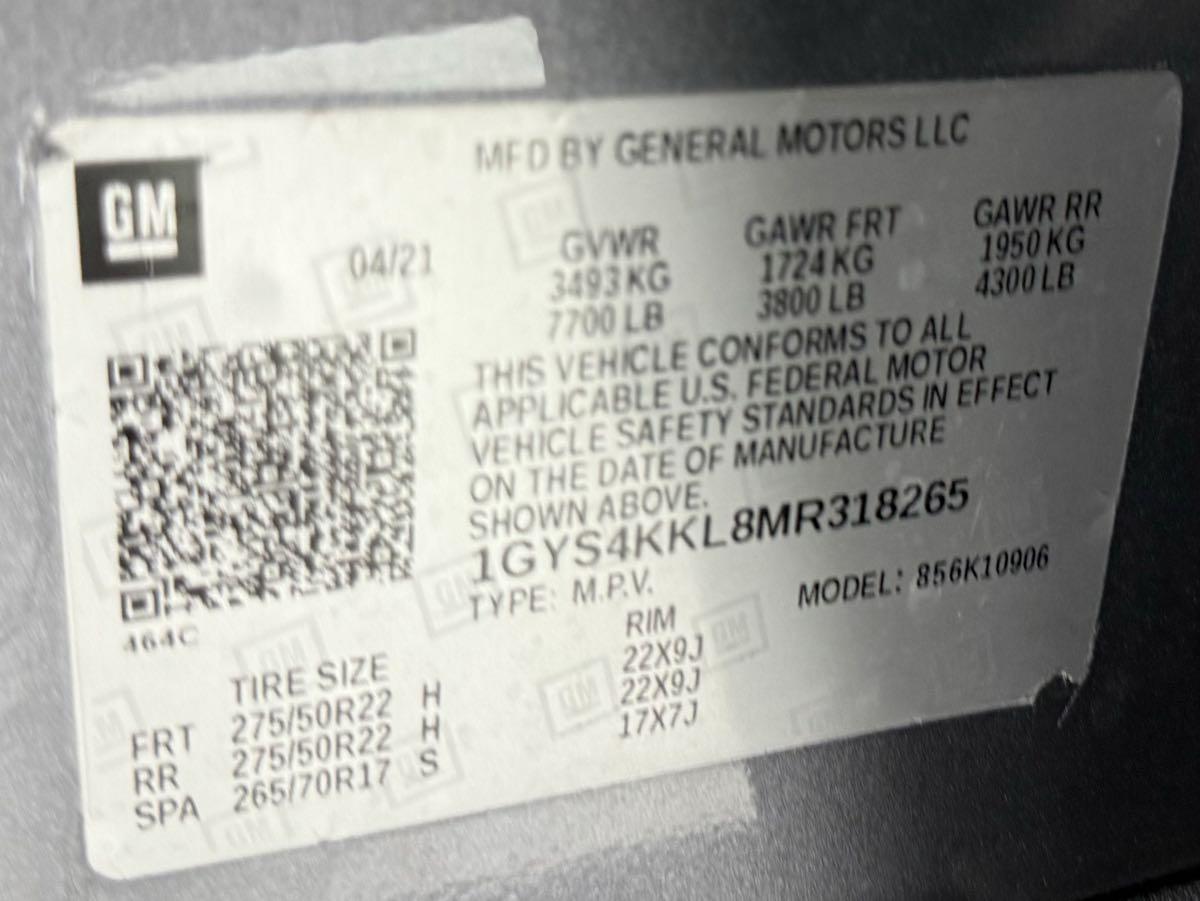 GM
MFD BY GENERAL MOTORS LLC
04/21
GVWR GAWR FRT GAWR RR
3493 KG 1724 KG 1950 KG
7700 LB 3800 LB 4300 LB
THIS VEHICLE CONFORMS TO ALL
APPLICABLE U.S. FEDERAL MOTOR
VEHICLE SAFETY STANDARDS IN EFFECT
ON THE DATE OF MANUFACTURE
SHOWN ABOVE.
1GYS4KKL8MR318265
TYPE: M.P.V. MODEL: 856K10906
464C
TIRE SIZE RIM
FRT 275/50R22 H 22X9J
RR 275/50R22 H 22X9J
SPA 265/70R17 S 17X7J